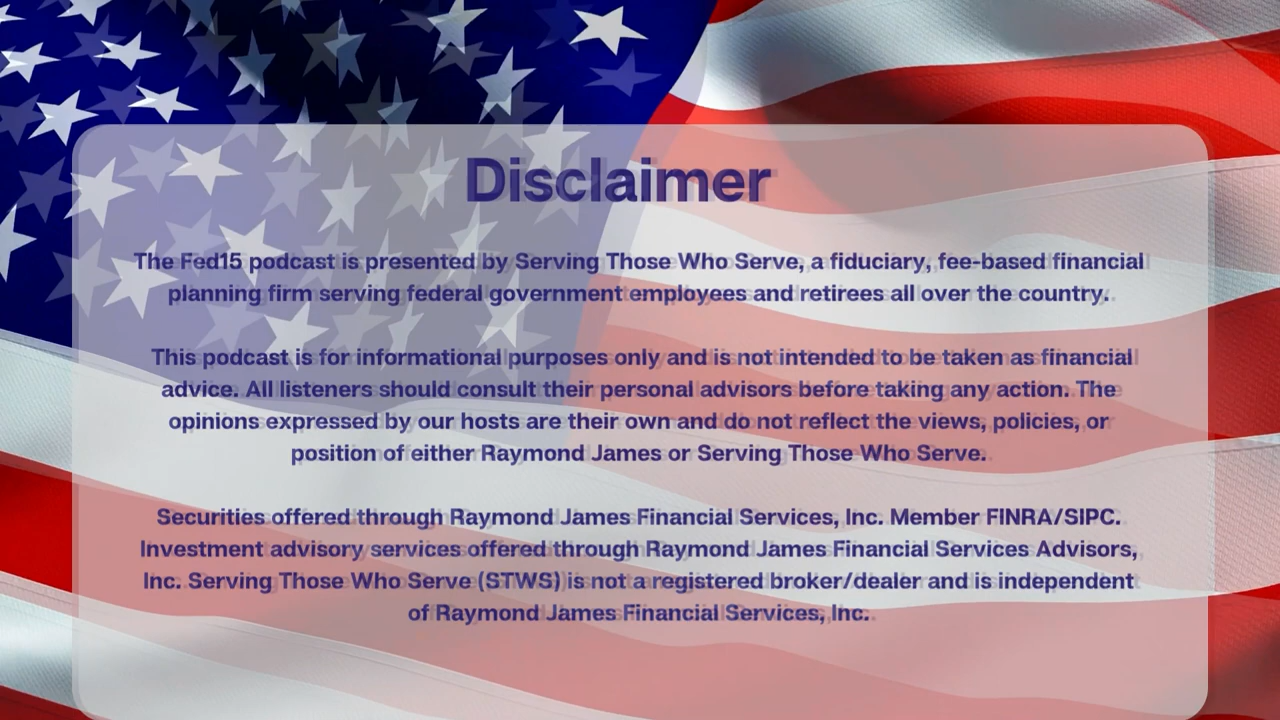 Disclaimer
The Fed15 podcast is presented by Serving Those Who Serve, a fiduciary, fee-based financial
planning firm serving federal government employees and retirees all over the country.
This podcast is for informational purposes only and is not intended to be taken as financial
advice. All listeners should consult their personal advisors before taking any action. The
opinions expressed by our hosts are their own and do not reflect the views, policies, or
position of either Raymond James or Serving Those Who Serve.
Securities offered through Raymond James Financial Services, Inc. Member FINRA/SIPC.
Investment advisory services offered through Raymond James Financial Services Advisors,
Inc. Serving Those Who Serve (STWS) is not a registered broker/dealer and is independent
of Raymond James Financial Services, Inc.